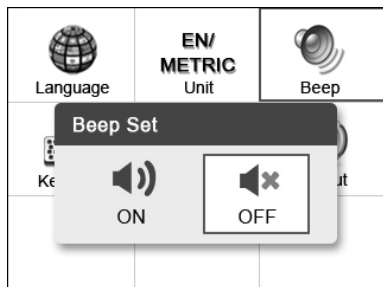 EN/
METRIC
Language
Unit
Beep
Beep Set
ON
OFF